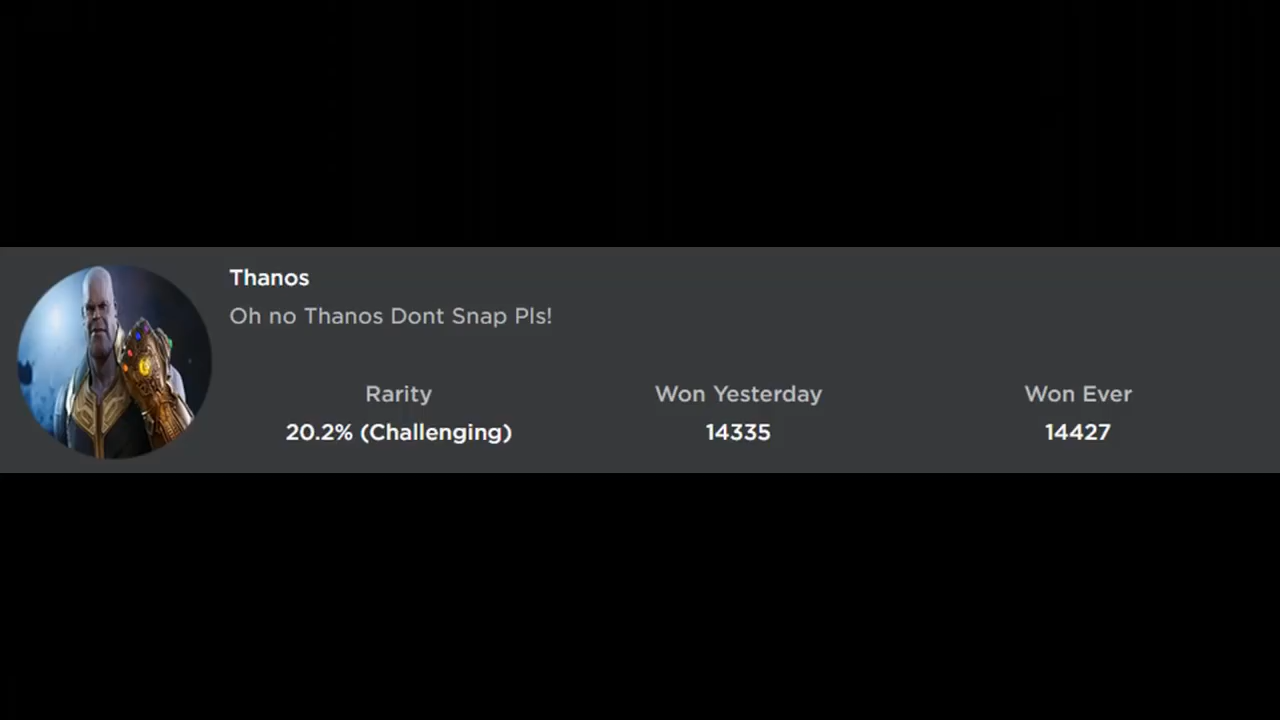 Thanos
Oh no Thanos Dont Snap Pls!
Rarity Won Yesterday Won Ever
20.2% (Challenging) 14335 14427